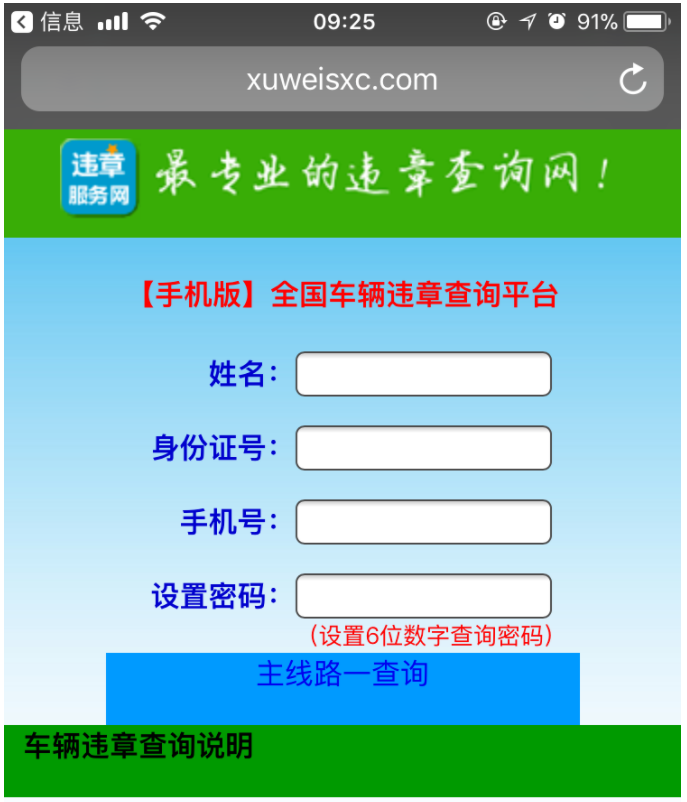 信息 09:25 91%
xuweisxc.com
违章
服务网
最专业的违章查询网！
【手机版】全国车辆违章查询平台
姓名：
身份证号：
手机号：
设置密码：
（设置6位数字查询密码）
主线路一查询
车辆违章查询说明